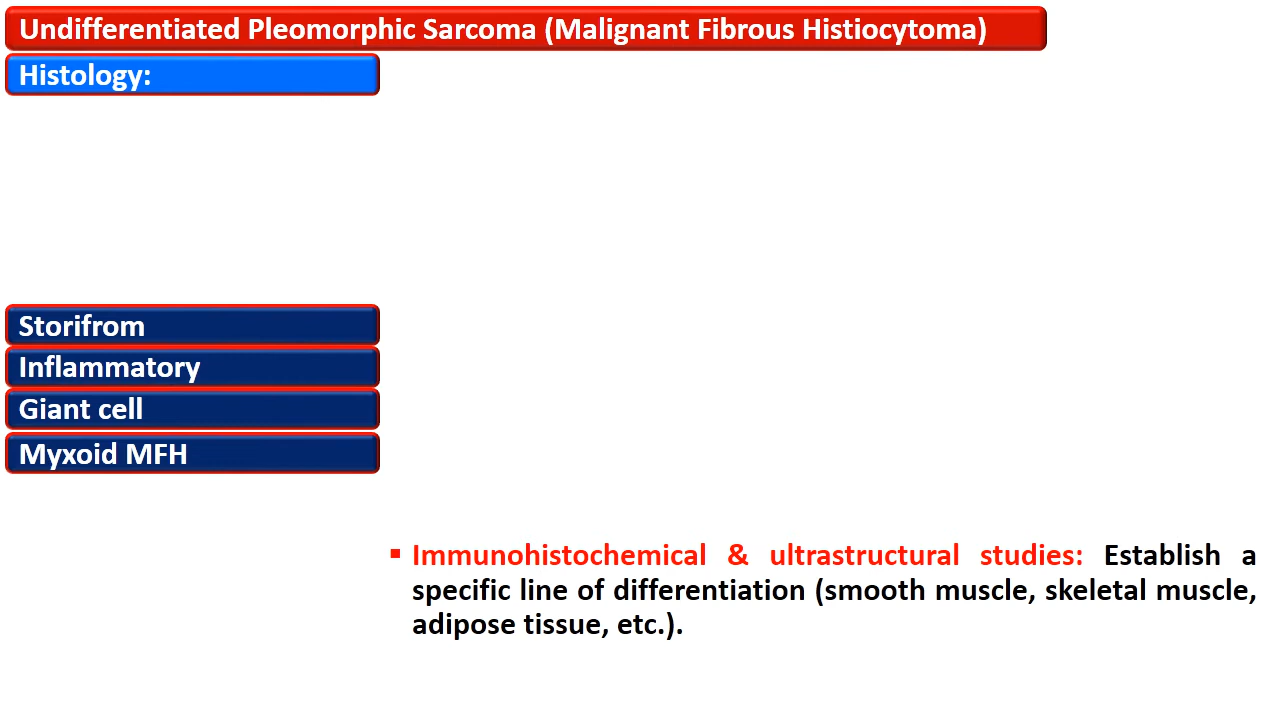 Undifferentiated Pleomorphic Sarcoma (Malignant Fibrous Histiocytoma)
Histology:
Storifrom
Inflammatory
Giant cell
Myxoid MFH
▪ Immunohistochemical & ultrastructural studies: Establish a
specific line of differentiation (smooth muscle, skeletal muscle,
adipose tissue, etc.).